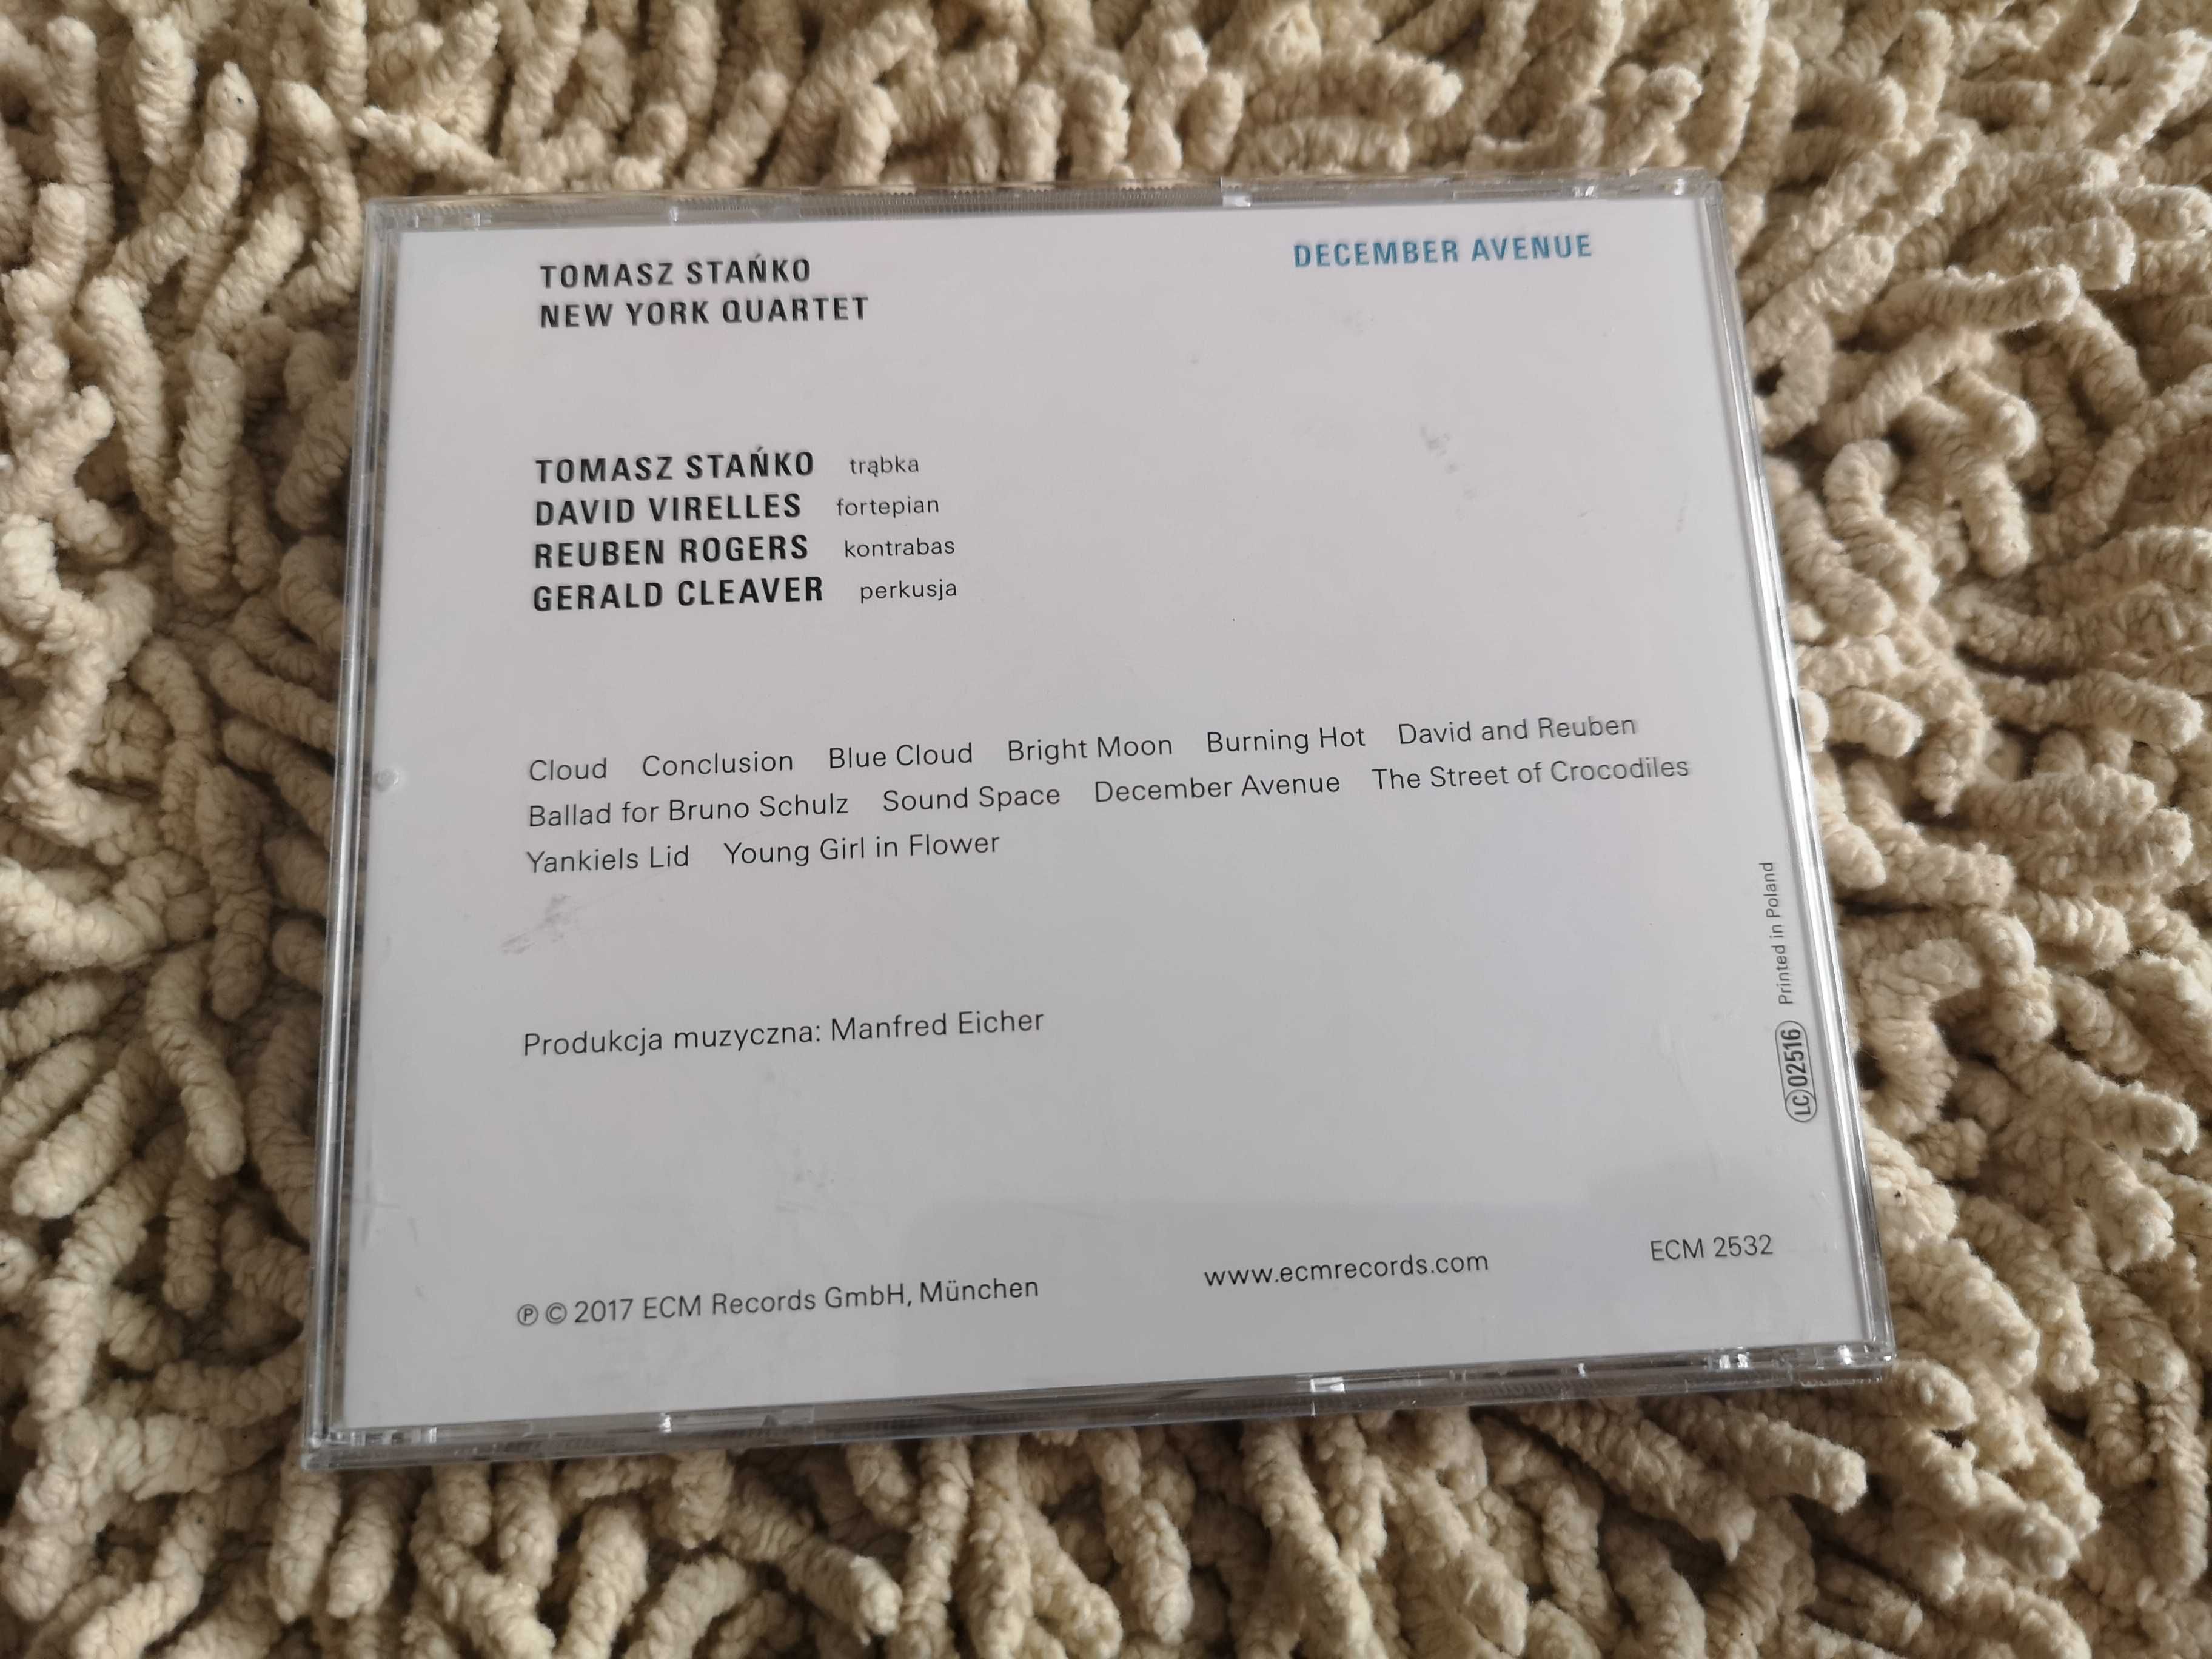 TOMASZ STAŃKO
NEW YORK QUARTET
DECEMBER AVENUE
TOMASZ STAŃKO trąbka
DAVID VIRELLES fortepian
REUBEN ROGERS kontrabas
GERALD CLEAVER perkusja
Cloud Conclusion Blue Cloud Bright Moon Burning Hot David and Reuben
Ballad for Bruno Schulz Sound Space December Avenue The Street of Crocodiles
Yankiels Lid Young Girl in Flower
Produkcja muzyczna: Manfred Eicher
LC 02516 Printed in Poland
℗ © 2017 ECM Records GmbH, München
www.ecmrecords.com
ECM 2532